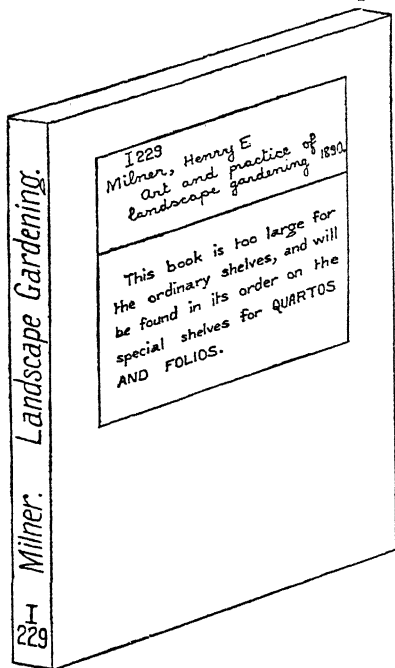 I 229
Milner, Henry E
Art and practice of
landscape gardening 1890.
This book is too large for
the ordinary shelves, and will
be found in its order on the
special shelves for QUARTOS
AND FOLIOS.
Milner. Landscape Gardening.
I
229